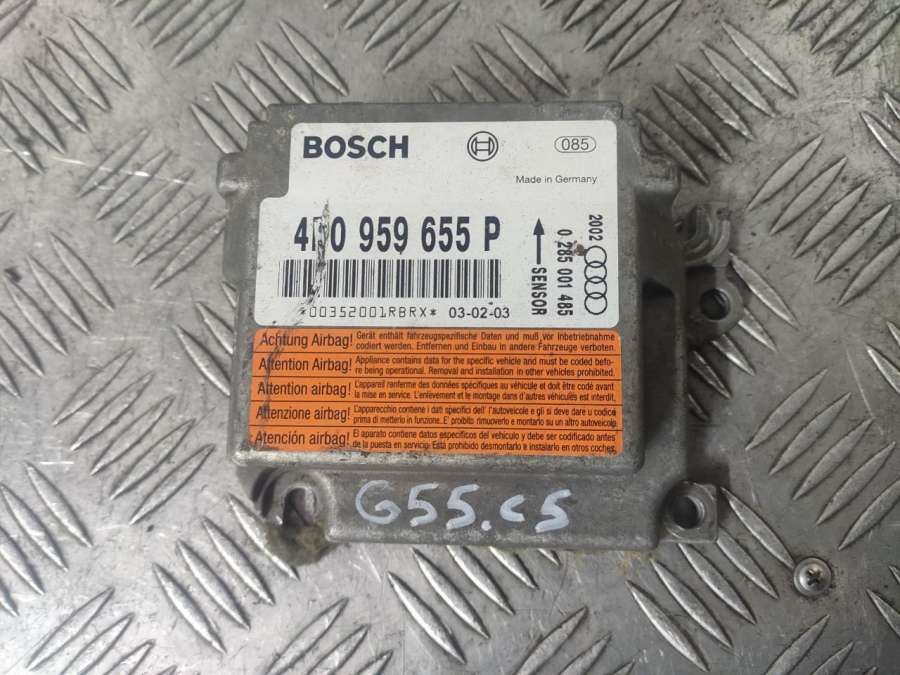 BOSCH
085
Made in Germany
959 655 P
SENSOR
0 285 001 485
2002
*00352001RBRX* 03-02-03
Achtung Airbag! Gerät enthält fahrzeugspezifische Daten und muß vor Inbetriebnahme
codiert werden. Entfernen und Einbau in andere Fahrzeuge verboten.
Attention Airbag! Appliance contains data for the specific vehicle and must be coded befo-
re being operational. Removal and installation in other vehicles prohibited.
Attention airbag! L'appareil renferme des données spécifiques au véhicule et doit être codé avant
la mise en service. L'enlèvement et le montage dans d'autres véhicules est interdit.
Attenzione airbag! L'apparecchio contiene i dati specifici dell' l'autoveicolo e gli si deve dare u codice
prima di metterlo in funzione. E' proibito rimuoverlo e montarlo su un altro autoveicolo.
Atención airbag! El aparato contiene datos específicos del vehículo y debe ser codificado antes
de la puesta en servicio. Está prohibido desmontarlo e instalarlo en otros coches.
G55.C5